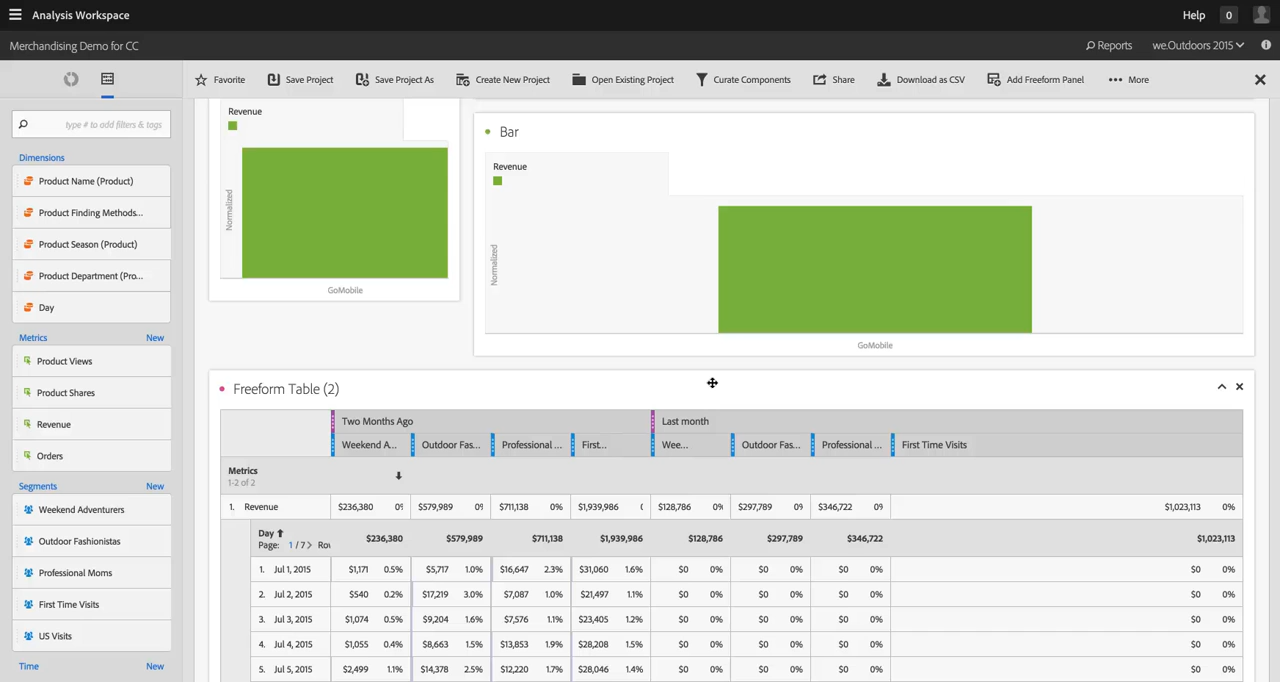 Analysis Workspace
Help 0
Merchandising Demo for CC
Reports we.Outdoors 2015
Favorite Save Project Save Project As Create New Project Open Existing Project Curate Components Share Download as CSV Add Freeform Panel More
type # to add filters & tags
Dimensions
Product Name (Product)
Product Finding Methods...
Product Season (Product)
Product Department (Pro...
Day
Metrics New
Product Views
Product Shares
Revenue
Orders
Segments New
Weekend Adventurers
Outdoor Fashionistas
Professional Moms
First Time Visits
US Visits
Time New
Revenue
Normalized
GoMobile
Bar
Revenue
Normalized
GoMobile
Freeform Table (2)
Two Months Ago Last month
Weekend A... Outdoor Fas... Professional ... First... Wee... Outdoor Fas... Professional ... First Time Visits
Metrics
1-2 of 2
1. Revenue $236,380 0% $579,989 0% $711,138 0% $1,939,986 $128,786 0% $297,789 0% $346,722 0% $1,023,113 0%
Day $236,380 $579,989 $711,138 $1,939,986 $128,786 $297,789 $346,722 $1,023,113
Page: 1 / 7 > Rov
1. Jul 1, 2015 $1,171 0.5% $5,717 1.0% $16,647 2.3% $31,060 1.6% $0 0% $0 0% $0 0% $0 0%
2. Jul 2, 2015 $540 0.2% $17,219 3.0% $7,087 1.0% $21,497 1.1% $0 0% $0 0% $0 0% $0 0%
3. Jul 3, 2015 $1,074 0.5% $9,204 1.6% $7,576 1.1% $23,405 1.2% $0 0% $0 0% $0 0% $0 0%
4. Jul 4, 2015 $1,055 0.4% $8,663 1.5% $13,853 1.9% $28,208 1.5% $0 0% $0 0% $0 0% $0 0%
5. Jul 5, 2015 $2,499 1.1% $14,378 2.5% $12,220 1.7% $28,046 1.4% $0 0% $0 0% $0 0% $0 0%